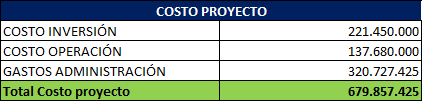 COSTO PROYECTO
COSTO INVERSIÓN 221.450.000
COSTO OPERACIÓN 137.680.000
GASTOS ADMINISTRACIÓN 320.727.425
Total Costo proyecto 679.857.425